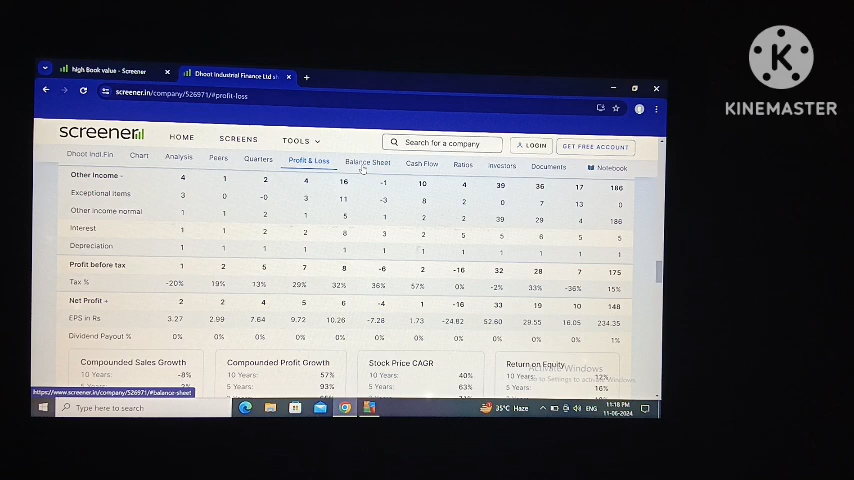 K
KINEMASTER
high Book value - Screener × Dhoot Industrial Finance Ltd sh × +
screener.in/company/526971/#profit-loss
screener HOME SCREENS TOOLS Search for a company LOGIN GET FREE ACCOUNT
Dhoot Indl.Fin Chart Analysis Peers Quarters Profit & Loss Balance Sheet Cash Flow Ratios Investors Documents Notebook
Other Income - 4 1 2 4 16 -1 10 4 39 36 17 186
Exceptional items 3 0 -0 3 11 -3 8 2 0 7 13 0
Other income normal 1 1 2 1 5 1 2 2 39 29 4 186
Interest 1 1 2 2 8 3 2 5 5 6 5 5
Depreciation 1 1 1 1 1 1 1 1 1 1 1 1
Profit before tax 1 2 5 7 8 -6 2 -16 32 28 7 175
Tax % -20% 19% 13% 29% 32% 36% 57% 0% -2% 33% -36% 15%
Net Profit + 2 2 4 5 6 -4 1 -16 33 19 10 148
EPS in Rs 3.27 2.99 7.64 9.72 10.26 -7.28 1.73 -24.82 52.60 29.55 16.05 234.35
Dividend Payout % 0% 0% 0% 0% 0% 0% 0% 0% 0% 0% 0% 1%
Compounded Sales Growth Compounded Profit Growth Stock Price CAGR Return on Equity
10 Years: -8% 10 Years: 57% 10 Years: 40% 10 Years: 12%
5 Years: 5 Years: 93% 5 Years: 63% 5 Years: 16%
Activate Windows
Go to Settings to activate Windows.
https://www.screener.in/company/526971/#balance-sheet
Type here to search 35°C Haze ENG 11:18 PM
11-06-2024